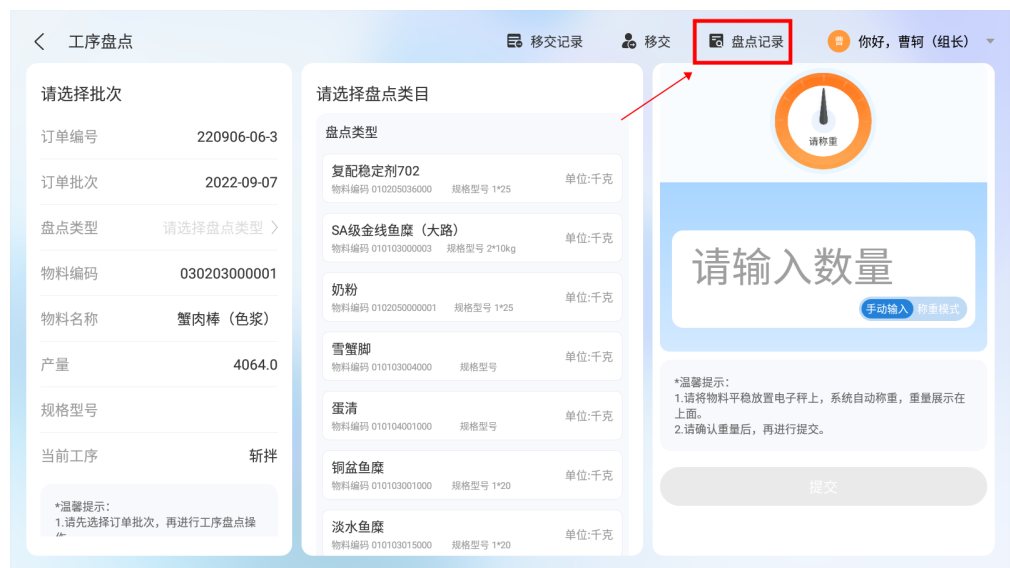 工序盘点
移交记录
移交
盘点记录
曹
你好，曹轲（组长）
请选择批次
订单编号 220906-06-3
订单批次 2022-09-07
盘点类型 请选择盘点类型
物料编码 030203000001
物料名称 蟹肉棒（色浆）
产量 4064.0
规格型号
当前工序 斩拌
*温馨提示：
1.请先选择订单批次，再进行工序盘点操
请选择盘点类目
盘点类型
复配稳定剂702
物料编码 010205036000 规格型号 1*25
单位:千克
SA级金线鱼糜（大路）
物料编码 010103000003 规格型号 2*10kg
单位:千克
奶粉
物料编码 0102050000001 规格型号 1*25
单位:千克
雪蟹脚
物料编码 010103004000 规格型号
单位:千克
蛋清
物料编码 010104001000 规格型号
单位:千克
铜盆鱼糜
物料编码 010103001000 规格型号 1*20
单位:千克
淡水鱼糜
物料编码 010103015000 规格型号 1*20
单位:千克
请称重
请输入数量
手动输入 称重模式
*温馨提示：
1.请将物料平稳放置电子秤上，系统自动称重，重量展示在
上面。
2.请确认重量后，再进行提交。
提交